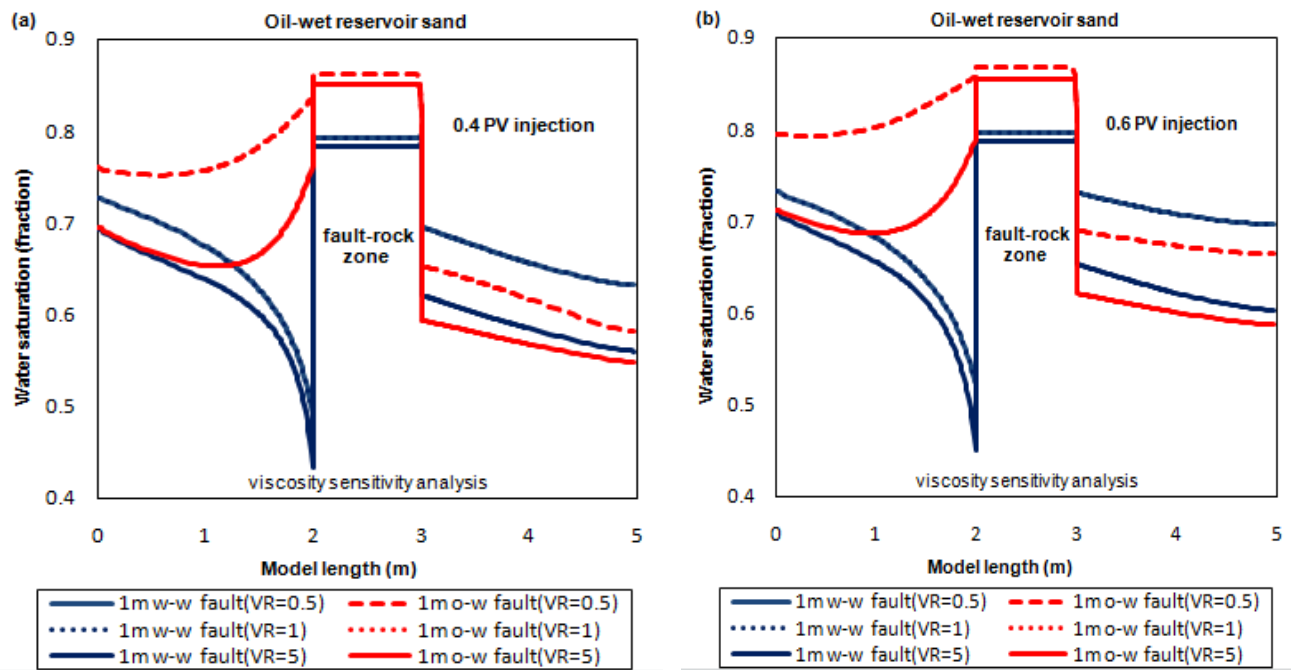 (a)
Oil-wet reservoir sand
0.9
0.8
0.7
0.6
0.5
0.4
Water saturation (fraction)
0.4 PV injection
fault-rock
zone
viscosity sensitivity analysis
0 1 2 3 4 5
Model length (m)
1m w-w fault(VR=0.5) 1m o-w fault(VR=0.5)
1m w-w fault(VR=1) 1m o-w fault(VR=1)
1m w-w fault(VR=5) 1m o-w fault(VR=5)
(b)
Oil-wet reservoir sand
0.9
0.8
0.7
0.6
0.5
0.4
Water saturation (fraction)
0.6 PV injection
fault-rock
zone
viscosity sensitivity analysis
0 1 2 3 4 5
Model length (m)
1m w-w fault(VR=0.5) 1m o-w fault(VR=0.5)
1m w-w fault(VR=1) 1m o-w fault(VR=1)
1m w-w fault(VR=5) 1m o-w fault(VR=5)